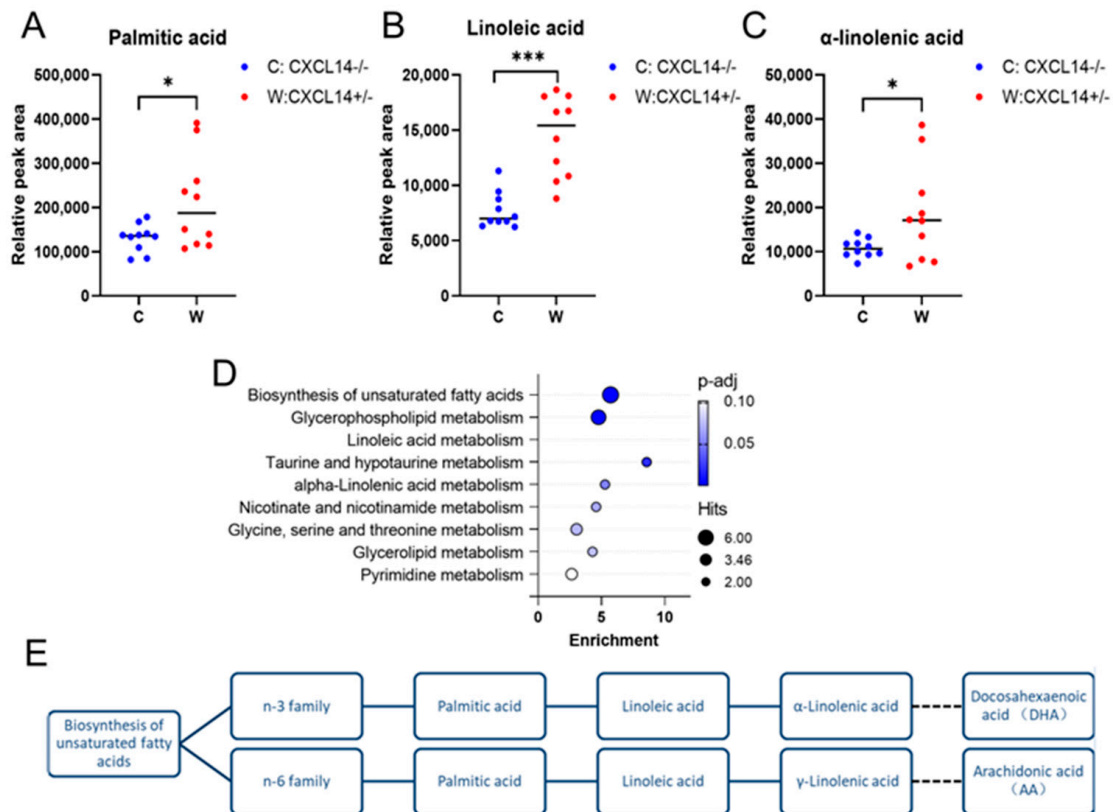 A
Palmitic acid
C: CXCL14-/-
W:CXCL14+/-
*
Relative peak area
500,000
400,000
300,000
200,000
100,000
0
C
W
B
Linoleic acid
C: CXCL14-/-
W:CXCL14+/-
***
Relative peak area
20,000
15,000
10,000
5,000
0
C
W
C
α-linolenic acid
C: CXCL14-/-
W:CXCL14+/-
*
Relative peak area
50,000
40,000
30,000
20,000
10,000
0
C
W
D
Biosynthesis of unsaturated fatty acids
Glycerophospholipid metabolism
Linoleic acid metabolism
Taurine and hypotaurine metabolism
alpha-Linolenic acid metabolism
Nicotinate and nicotinamide metabolism
Glycine, serine and threonine metabolism
Glycerolipid metabolism
Pyrimidine metabolism
0
5
10
Enrichment
p-adj
0.10
0.05
Hits
6.00
3.46
2.00
E
Biosynthesis of
unsaturated fatty
acids
n-3 family
Palmitic acid
Linoleic acid
α-Linolenic acid
Docosahexaenoic
acid （DHA）
n-6 family
Palmitic acid
Linoleic acid
γ-Linolenic acid
Arachidonic acid
（AA）